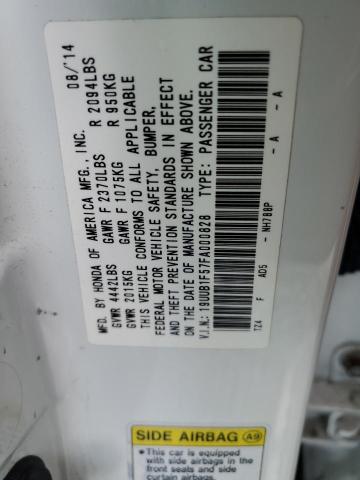 MFD. BY HONDA OF AMERICA MFG., INC. 08/'14
GVWR 4442LBS GAWR F 2370LBS R 2094LBS
GVWR 2015KG GAWR F 1075KG R 950KG
THIS VEHICLE CONFORMS TO ALL APPLICABLE
FEDERAL MOTOR VEHICLE SAFETY, BUMPER,
AND THEFT PREVENTION STANDARDS IN EFFECT
ON THE DATE OF MANUFACTURE SHOWN ABOVE.
V.I.N.: 19UUB1F57FA000828 TYPE: PASSENGER CAR
TZ4 F AD5 - NH788P - A - A
SIDE AIRBAG A9
• This car is equipped
with side airbags in the
front seats and side
curtain airbags.